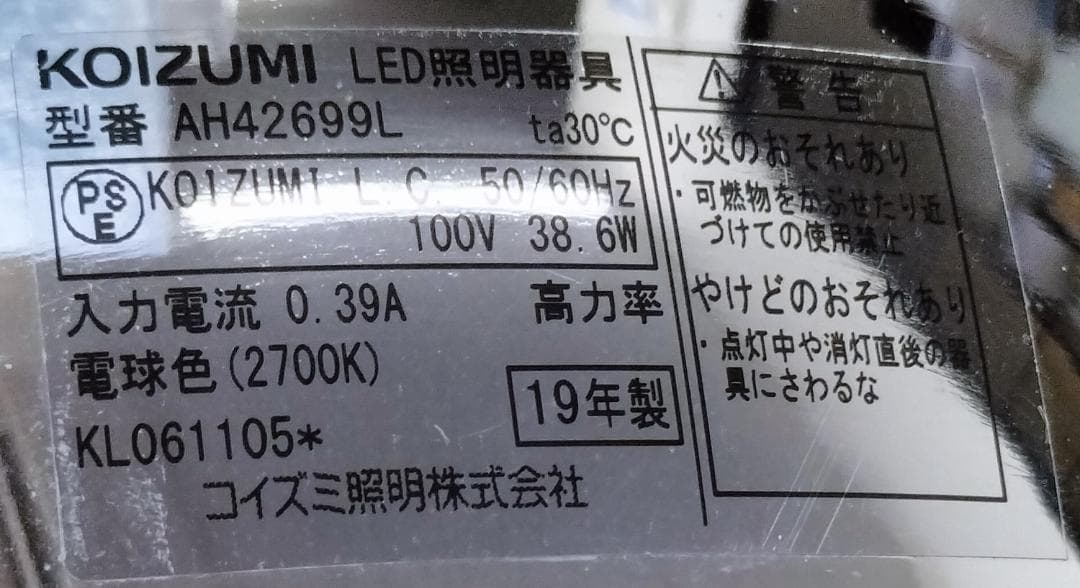 KOIZUMI LED照明器具
型番 AH42699L ta30℃
PSE KOIZUMI L.C. 50/60Hz
100V 38.6W
入力電流 0.39A 高力率
電球色(2700K)
19年製
KL061105*
コイズミ照明株式会社
⚠ 警告
火災のおそれあり
・可燃物をかぶせたり近
づけての使用禁止
やけどのおそれあり
・点灯中や消灯直後の器
具にさわるな